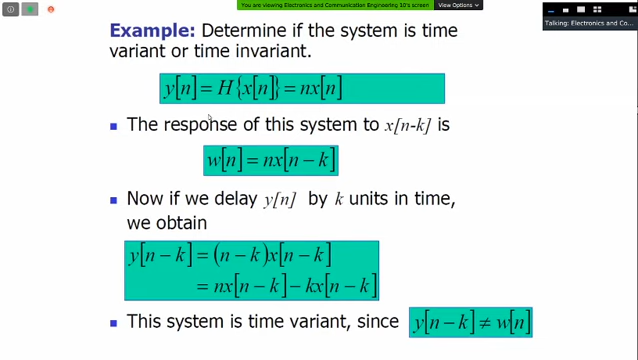 You are viewing Electronics and Communication Engineering 10's screen
View Options
Talking: Electronics and Co...
Example: Determine if the system is time
variant or time invariant.
y[n] = H{x[n]} = nx[n]
The response of this system to x[n-k] is
w[n] = nx[n − k]
Now if we delay y[n] by k units in time,
we obtain
y[n − k] = (n − k)x[n − k]
= nx[n − k] − kx[n − k]
This system is time variant, since y[n − k] ≠ w[n]